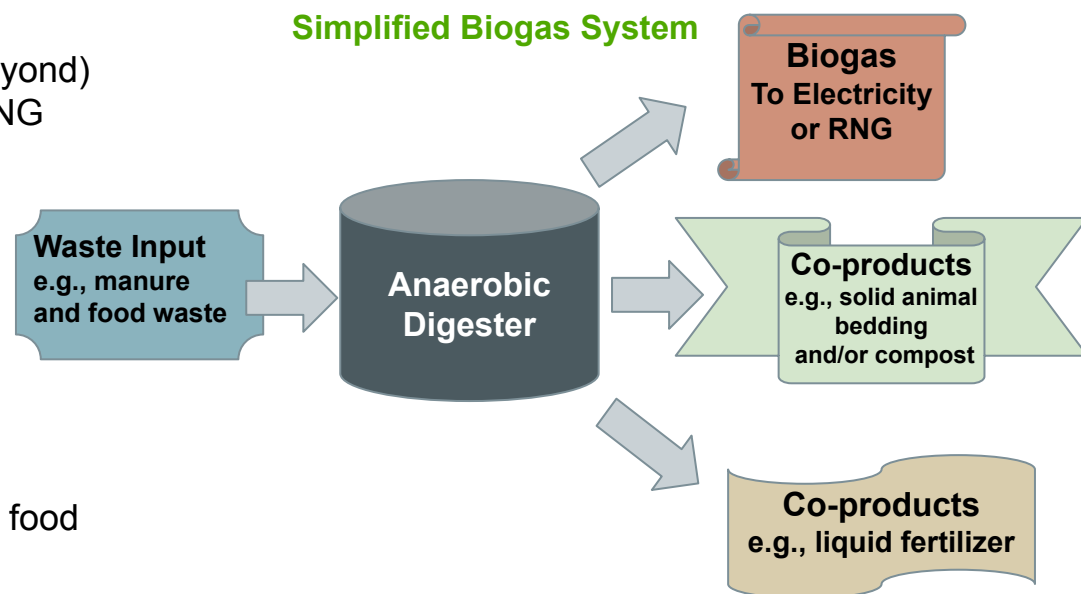 Simplified Biogas System
yond)
NG
food
Waste Input
e.g., manure
and food waste
Anaerobic
Digester
Biogas
To Electricity
or RNG
Co-products
e.g., solid animal
bedding
and/or compost
Co-products
e.g., liquid fertilizer